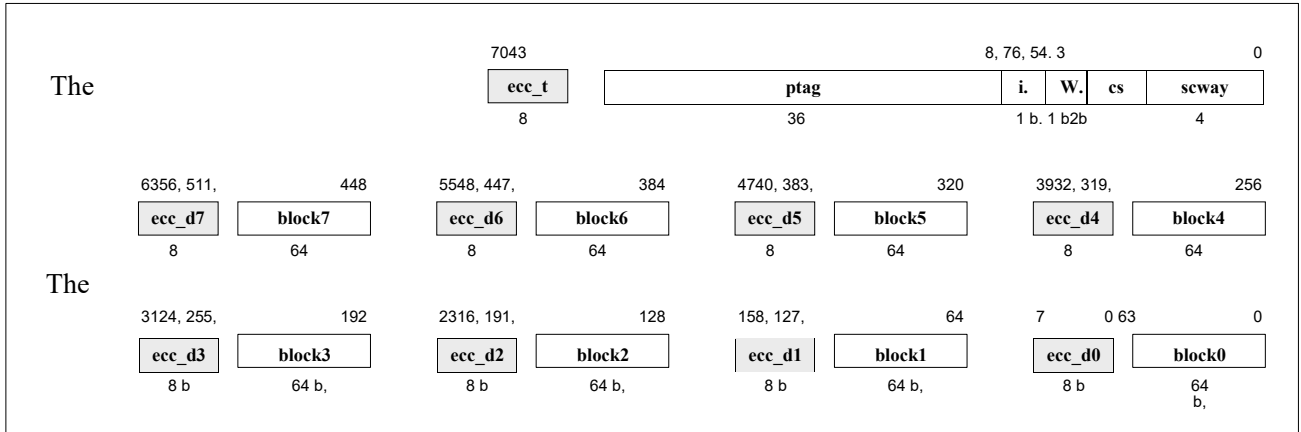 7043 8, 76, 54. 3 0
The ecc_t ptag i. W. cs scway
8 36 1 b. 1 b2b 4
6356, 511, 448 5548, 447, 384 4740, 383, 320 3932, 319, 256
ecc_d7 block7 ecc_d6 block6 ecc_d5 block5 ecc_d4 block4
8 64 8 64 8 64 8 64
The
3124, 255, 192 2316, 191, 128 158, 127, 64 7 0 63 0
ecc_d3 block3 ecc_d2 block2 ecc_d1 block1 ecc_d0 block0
8 b 64 b, 8 b 64 b, 8 b 64 b, 8 b 64
b,